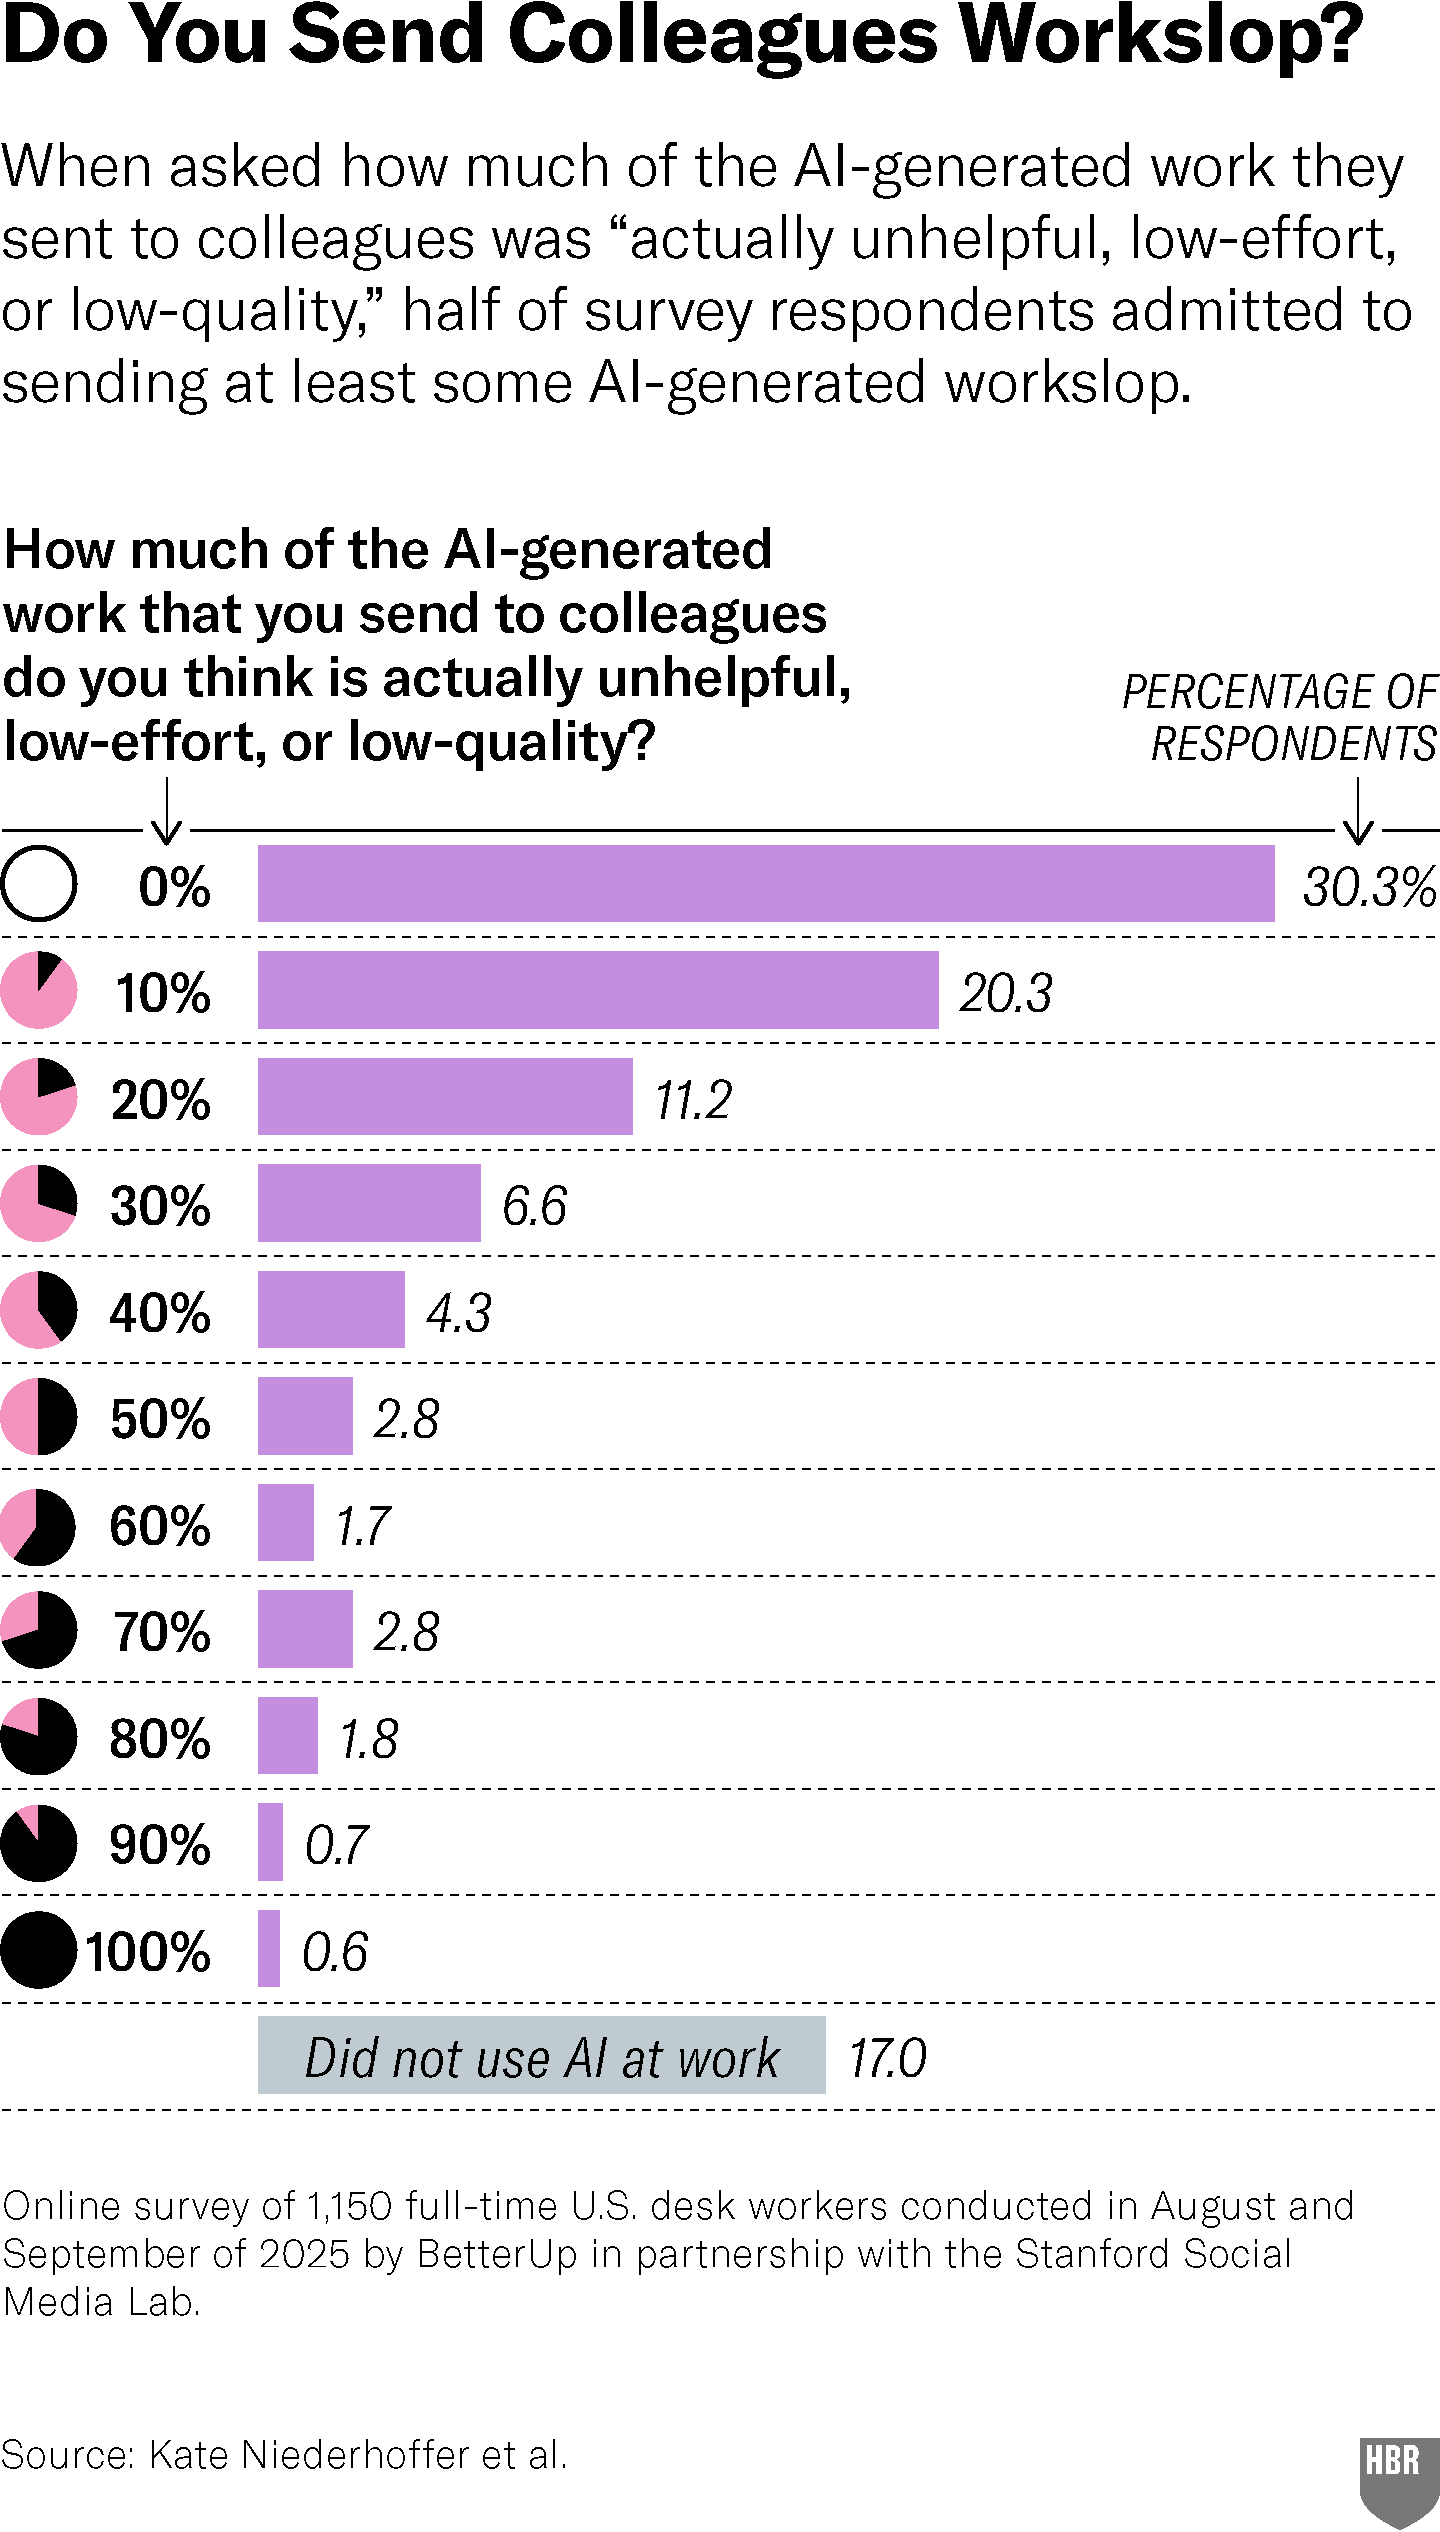 Do You Send Colleagues Workslop?
When asked how much of the AI-generated work they
sent to colleagues was “actually unhelpful, low-effort,
or low-quality,” half of survey respondents admitted to
sending at least some AI-generated workslop.
How much of the AI-generated
work that you send to colleagues
do you think is actually unhelpful,
low-effort, or low-quality?
PERCENTAGE OF
RESPONDENTS
0% 30.3%
10% 20.3
20% 11.2
30% 6.6
40% 4.3
50% 2.8
60% 1.7
70% 2.8
80% 1.8
90% 0.7
100% 0.6
Did not use AI at work 17.0
Online survey of 1,150 full-time U.S. desk workers conducted in August and
September of 2025 by BetterUp in partnership with the Stanford Social
Media Lab.
Source: Kate Niederhoffer et al.
HBR